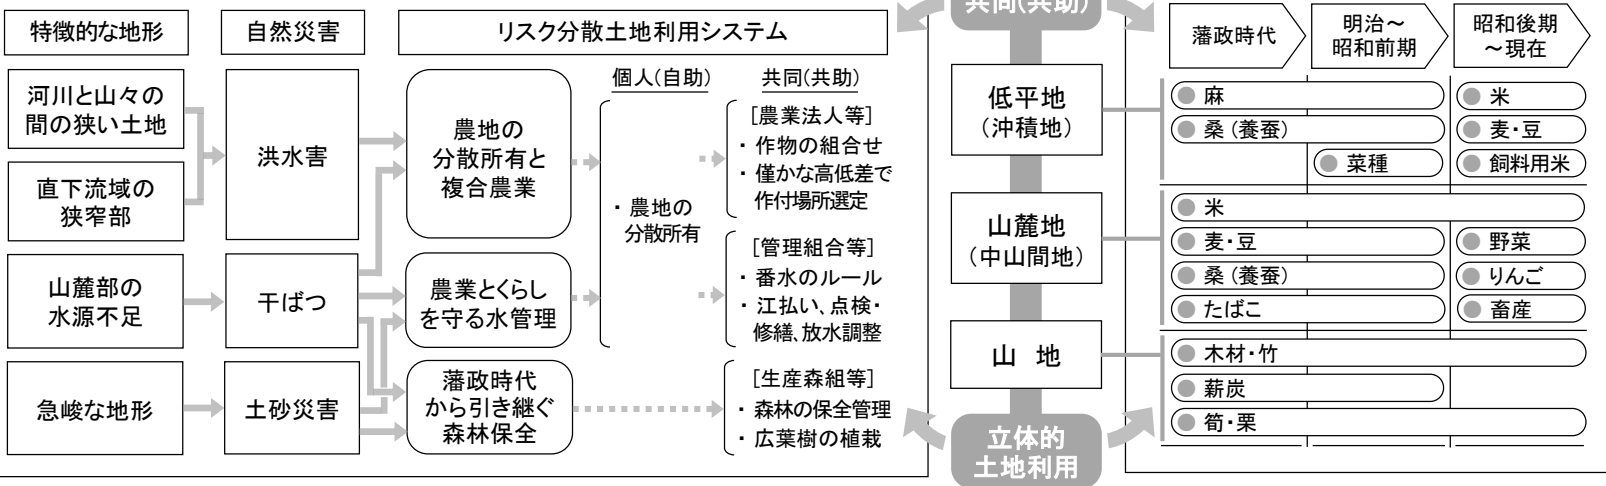 特徴的な地形
自然災害
リスク分散土地利用システム
河川と山々の
間の狭い土地
直下流域の
狭窄部
山麓部の
水源不足
急峻な地形
洪水害
干ばつ
土砂災害
農地の
分散所有と
複合農業
農業とくらし
を守る水管理
藩政時代
から引き継ぐ
森林保全
個人(自助)
・農地の
分散所有
共同(共助)
[農業法人等]
・作物の組合せ
・僅かな高低差で
作付場所選定
[管理組合等]
・番水のルール
・江払い、点検・
修繕、放水調整
[生産森組等]
・森林の保全管理
・広葉樹の植栽
共同(共助)
低平地
(沖積地)
山麓地
(中山間地)
山 地
立体的
土地利用
藩政時代
明治~
昭和前期
昭和後期
~現在
麻
桑(養蚕)
菜種
米
麦・豆
飼料用米
米
麦・豆
桑(養蚕)
たばこ
野菜
りんご
畜産
木材・竹
薪炭
筍・栗